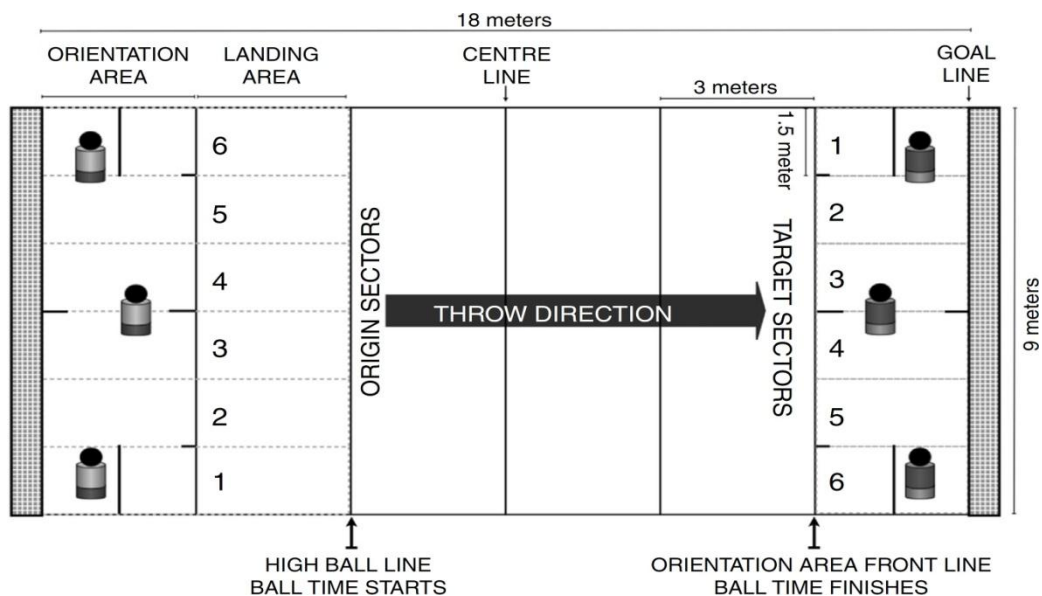 18 meters
ORIENTATION
AREA
LANDING
AREA
CENTRE
LINE
GOAL
LINE
3 meters
1.5 meter
6
5
4
3
2
1
ORIGIN SECTORS
THROW DIRECTION
TARGET SECTORS
1
2
3
4
5
6
9 meters
HIGH BALL LINE
BALL TIME STARTS
ORIENTATION AREA FRONT LINE
BALL TIME FINISHES